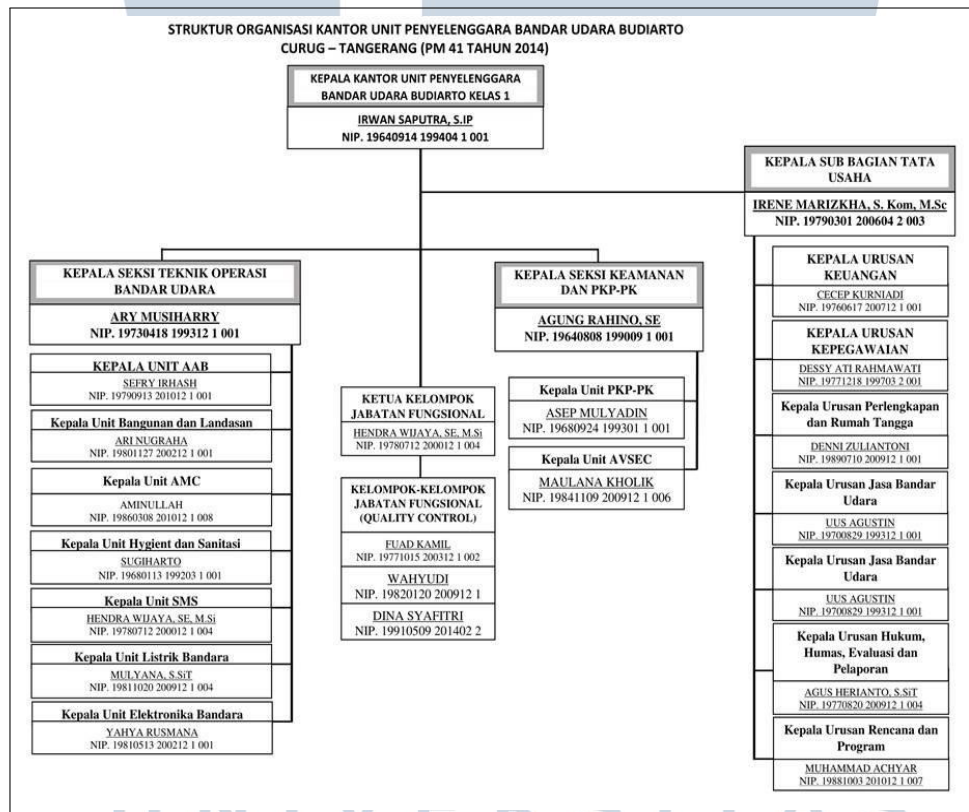 STRUKTUR ORGANISASI KANTOR UNIT PENYELENGGARA BANDAR UDARA BUDIARTO
CURUG – TANGERANG (PM 41 TAHUN 2014)
KEPALA KANTOR UNIT PENYELENGGARA
BANDAR UDARA BUDIARTO KELAS 1
IRWAN SAPUTRA, S.IP
NIP. 19640914 199404 1 001
KEPALA SUB BAGIAN TATA
USAHA
IRENE MARIZKHA, S. Kom, M.Sc
NIP. 19790301 200604 2 003
KEPALA SEKSI TEKNIK OPERASI
BANDAR UDARA
ARY MUSIHARRY
NIP. 19730418 199312 1 001
KEPALA UNIT AAB
SEFRY IRHASH
NIP. 19790913 201012 1 001
Kepala Unit Bangunan dan Landasan
ARI NUGRAHA
NIP. 19801127 200212 1 001
Kepala Unit AMC
AMINULLAH
NIP. 19860308 201012 1 008
Kepala Unit Hygient dan Sanitasi
SUGIHARTO
NIP. 19680113 199203 1 001
Kepala Unit SMS
HENDRA WIJAYA, SE, M.Si
NIP. 19780712 200012 1 004
Kepala Unit Listrik Bandara
MULYANA, S.SiT
NIP. 19811020 200912 1 004
Kepala Unit Elektronika Bandara
YAHYA RUSMANA
NIP. 19810513 200212 1 001
KETUA KELOMPOK
JABATAN FUNGSIONAL
HENDRA WIJAYA, SE, M.Si
NIP. 19780712 200012 1 004
KELOMPOK-KELOMPOK
JABATAN FUNGSIONAL
(QUALITY CONTROL)
FUAD KAMIL
NIP. 19771015 200312 1 002
WAHYUDI
NIP. 19820120 200912 1
DINA SYAFITRI
NIP. 19910509 201402 2
KEPALA SEKSI KEAMANAN
DAN PKP-PK
AGUNG RAHINO, SE
NIP. 19640808 199009 1 001
Kepala Unit PKP-PK
ASEP MULYADIN
NIP. 19680924 199301 1 001
Kepala Unit AVSEC
MAULANA KHOLIK
NIP. 19841109 200912 1 006
KEPALA URUSAN
KEUANGAN
CECEP KURNIADI
NIP. 19760617 200712 1 001
KEPALA URUSAN
KEPEGAWAIAN
DESSY ATI RAHMAWATI
NIP. 19771218 199703 2 001
Kepala Urusan Perlengkapan
dan Rumah Tangga
DENNI ZULIANTONI
NIP. 19890710 200912 1 001
Kepala Urusan Jasa Bandar
Udara
UUS AGUSTIN
NIP. 19700829 199312 1 001
Kepala Urusan Jasa Bandar
Udara
UUS AGUSTIN
NIP. 19700829 199312 1 001
Kepala Urusan Hukum,
Humas, Evaluasi dan
Pelaporan
AGUS HERIANTO, S.SiT
NIP. 19770820 200912 1 004
Kepala Urusan Rencana dan
Program
MUHAMMAD ACHYAR
NIP. 19881003 201012 1 007